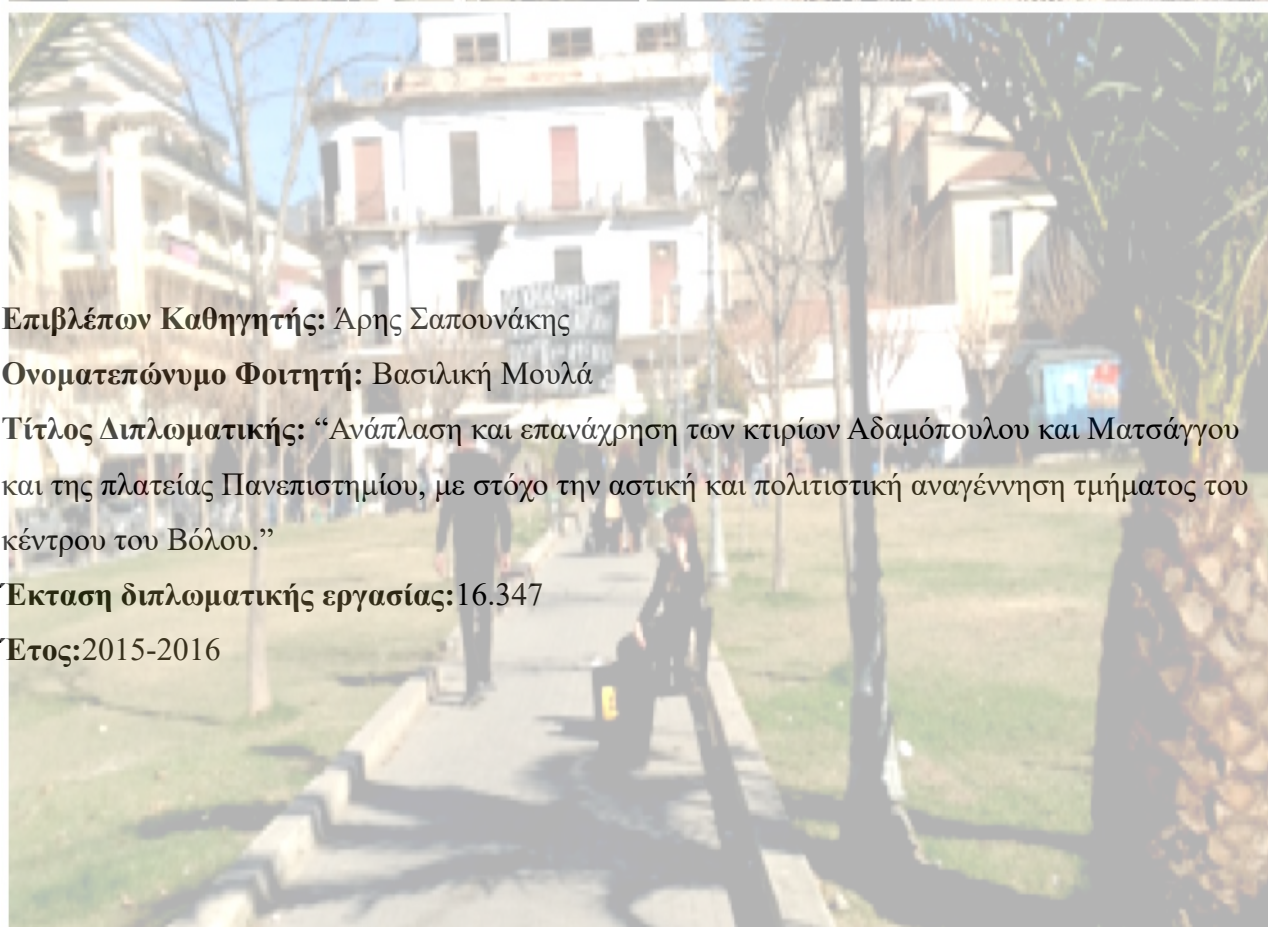 Επιβλέπων Καθηγητής: Άρης Σαπουνάκης
Ονοματεπώνυμο Φοιτητή: Βασιλική Μουλά
Τίτλος Διπλωματικής: “Ανάπλαση και επανάχρηση των κτιρίων Αδαμόπουλου και Ματσάγγου
και της πλατείας Πανεπιστημίου, με στόχο την αστική και πολιτιστική αναγέννηση τμήματος του
κέντρου του Βόλου.”
Έκταση διπλωματικής εργασίας:16.347
Έτος:2015-2016